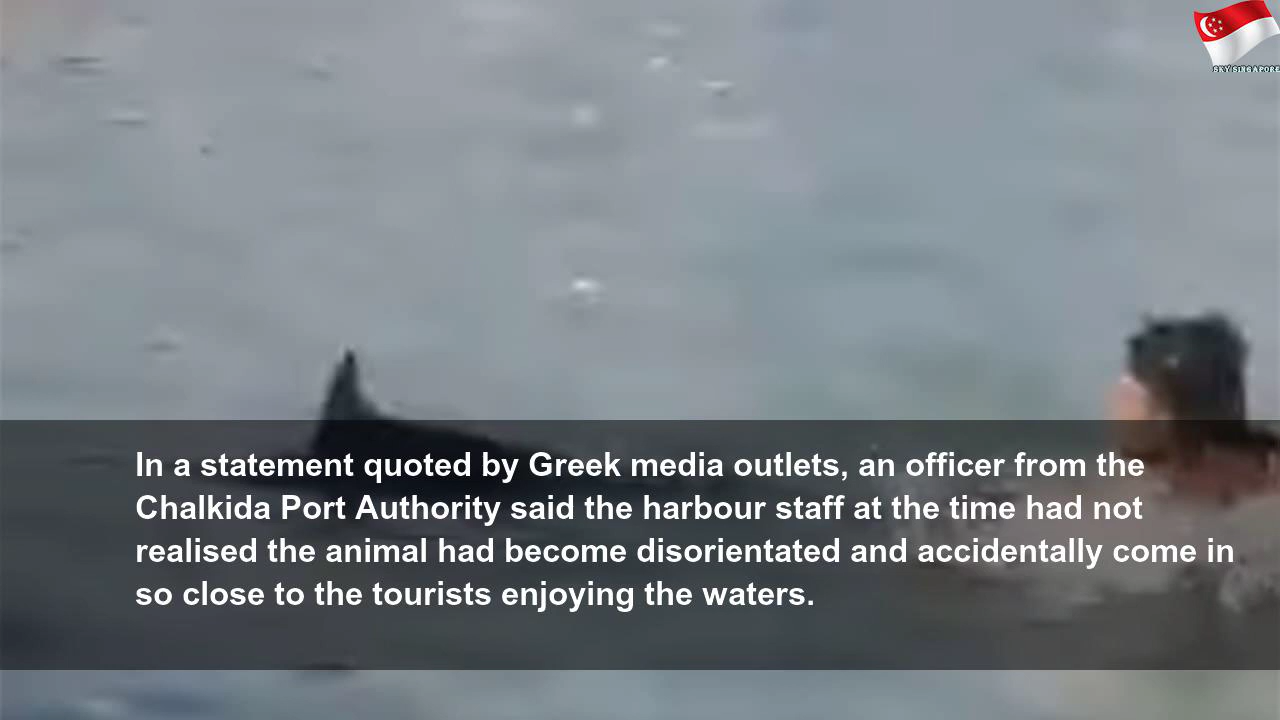 SKY SINGAPORE
In a statement quoted by Greek media outlets, an officer from the
Chalkida Port Authority said the harbour staff at the time had not
realised the animal had become disorientated and accidentally come in
so close to the tourists enjoying the waters.